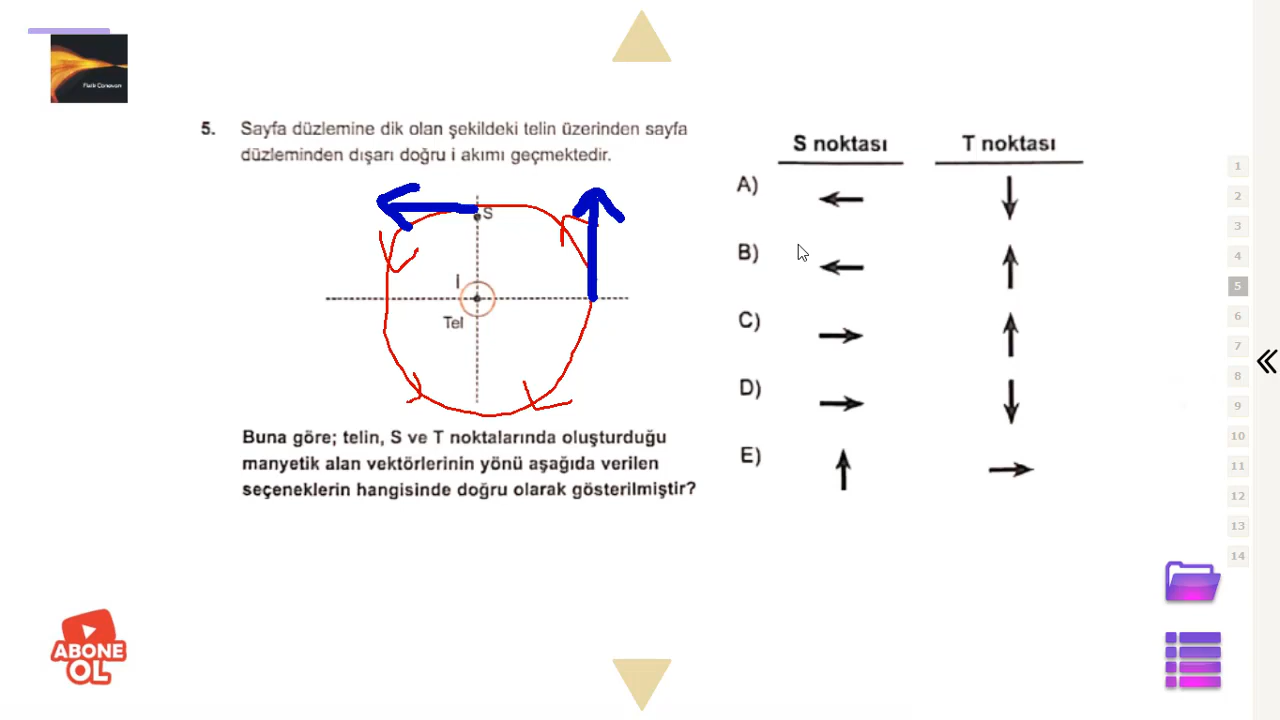 Fizik Canavarı
5. Sayfa düzlemine dik olan şekildeki telin üzerinden sayfa
düzleminden dışarı doğru i akımı geçmektedir.
S
i
Tel
Buna göre; telin, S ve T noktalarında oluşturduğu
manyetik alan vektörlerinin yönü aşağıda verilen
seçeneklerin hangisinde doğru olarak gösterilmiştir?
S noktası T noktası
A)
B)
C)
D)
E)
1
2
3
4
5
6
7
8
9
10
11
12
13
14
ABONE
OL